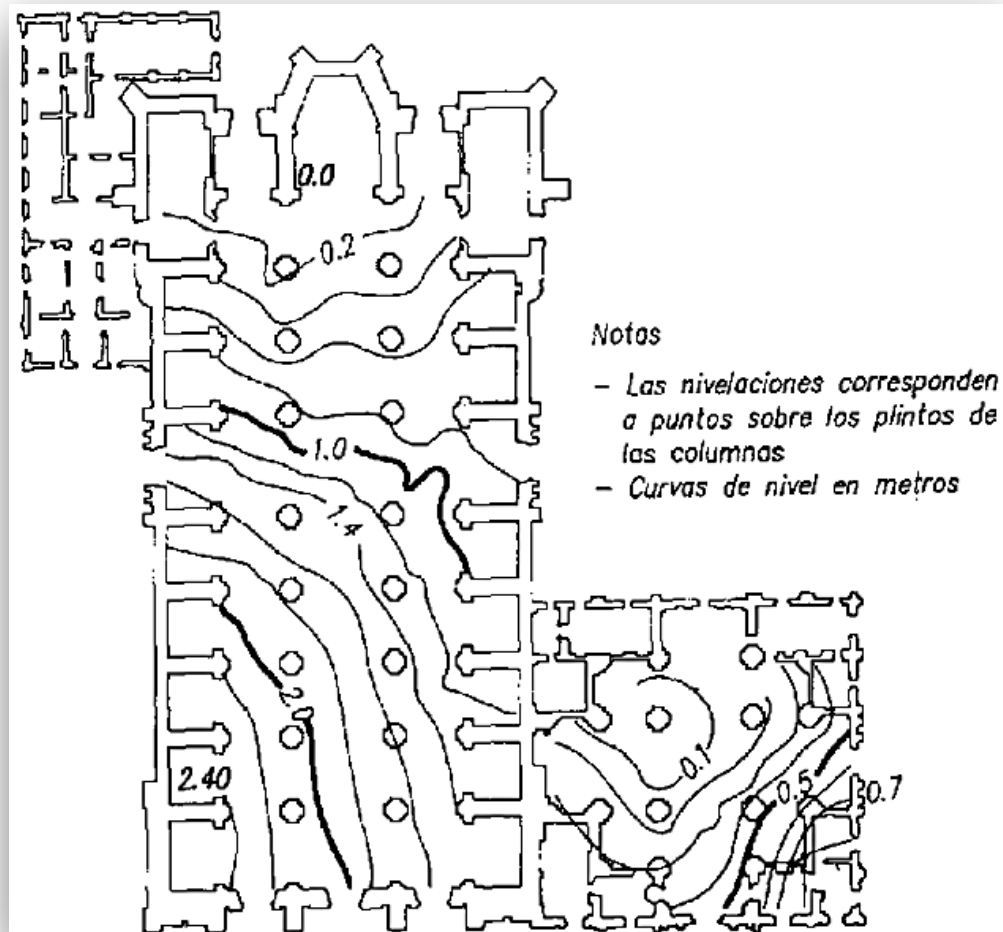 0.0
0.2
Notas
- Las nivelaciones corresponden
a puntos sobre los plintos de
las columnas
- Curvas de nivel en metros
1.0
1.4
2.40
0.1
0.5
0.7